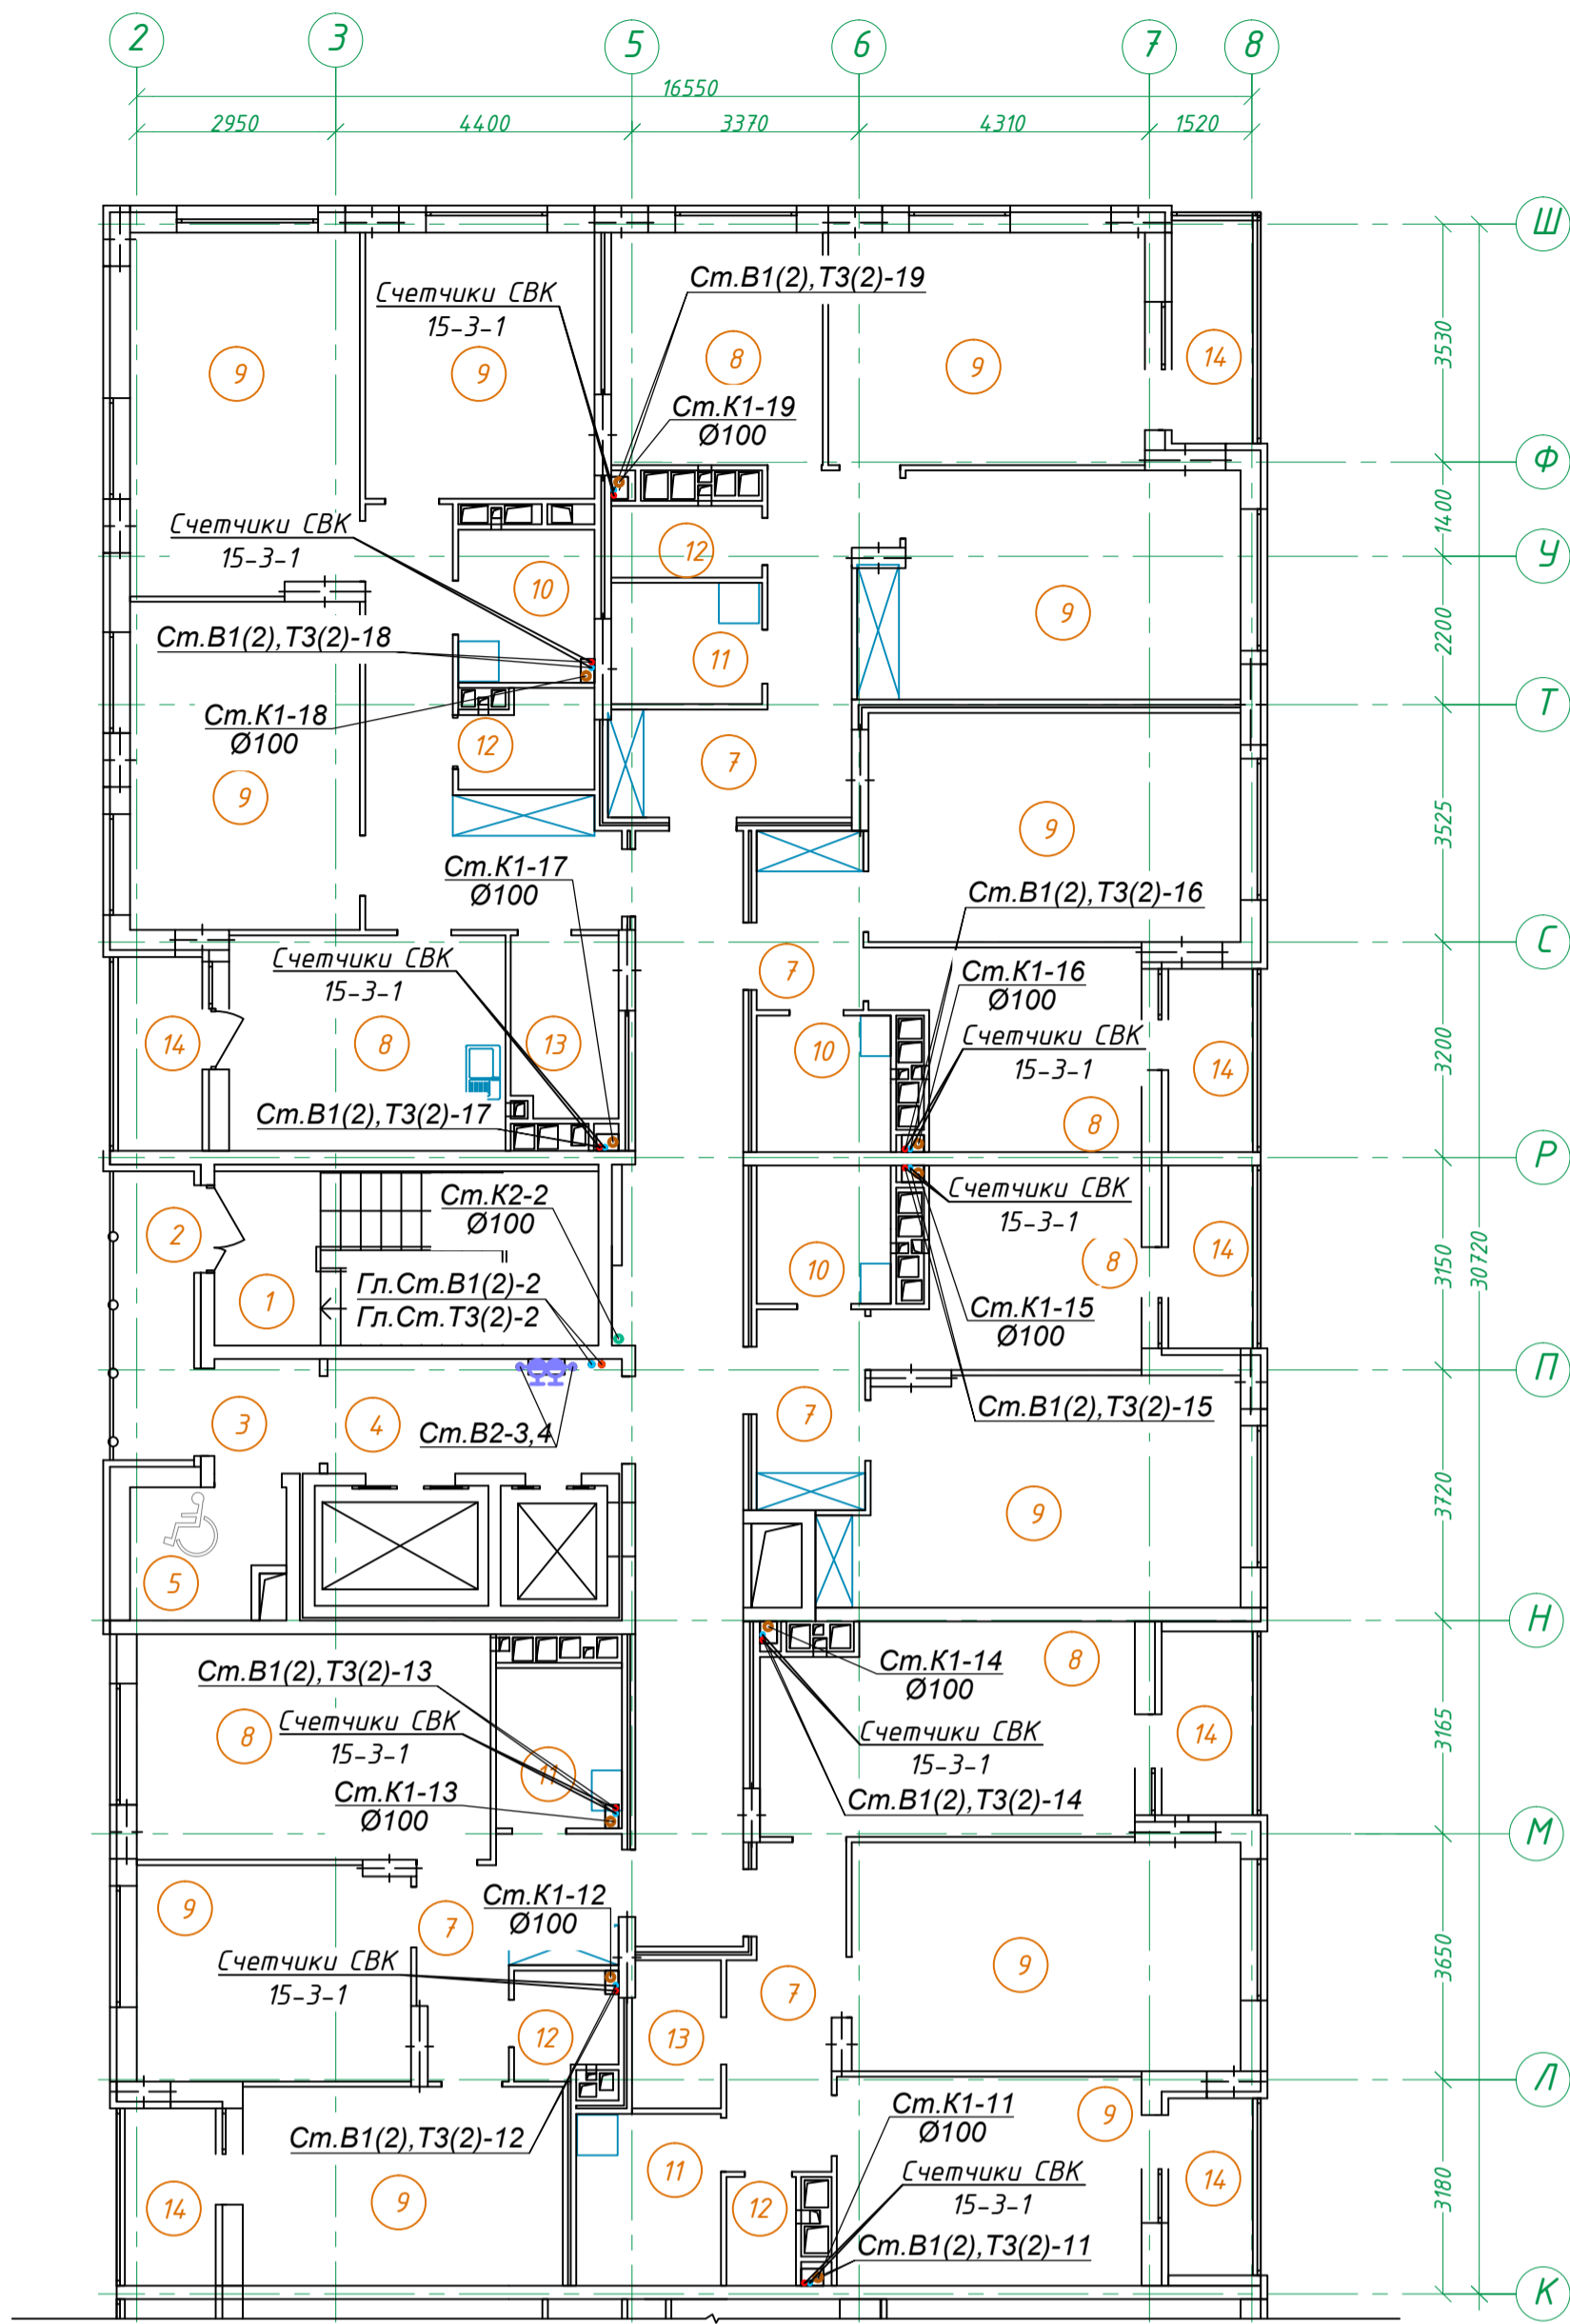 2 3 5 6 7 8
16550
2950 4400 3370 4310 1520
Ш
Ст.В1(2),Т3(2)-19
Счетчики СВК
15-3-1
3530
9 9 8 9 14
Ст.К1-19
Ø100
Ф
1400
Счетчики СВК
15-3-1
12
У
10
9
2200
Ст.В1(2),Т3(2)-18
11
Ст.К1-18
Ø100
Т
12
7
9
9
3525
Ст.К1-17
Ø100
Ст.В1(2),Т3(2)-16
С
Счетчики СВК
15-3-1
7
Ст.К1-16
Ø100
14 8 13 10
Счетчики СВК
15-3-1
14
3200
Ст.В1(2),Т3(2)-17
8
Р
Ст.К2-2
Ø100
Счетчики СВК
15-3-1
2
14
3150
30720
8
10
Гл.Ст.В1(2)-2
Гл.Ст.Т3(2)-2
1
Ст.К1-15
Ø100
П
3 4
7
Ст.В1(2),Т3(2)-15
Ст.В2-3,4
3720
9
5
Н
8
Ст.В1(2),Т3(2)-13
Ст.К1-14
Ø100
Счетчики СВК
15-3-1
8
Счетчики СВК
15-3-1
14
3165
11
Ст.К1-13
Ø100
Ст.В1(2),Т3(2)-14
М
Ст.К1-12
Ø100
9
7
Счетчики СВК
15-3-1
9
3650
7
12 13
Л
Ст.К1-11
Ø100
9
Ст.В1(2),Т3(2)-12
11
Счетчики СВК
15-3-1
14
3180
9
14
12
Ст.В1(2),Т3(2)-11
К